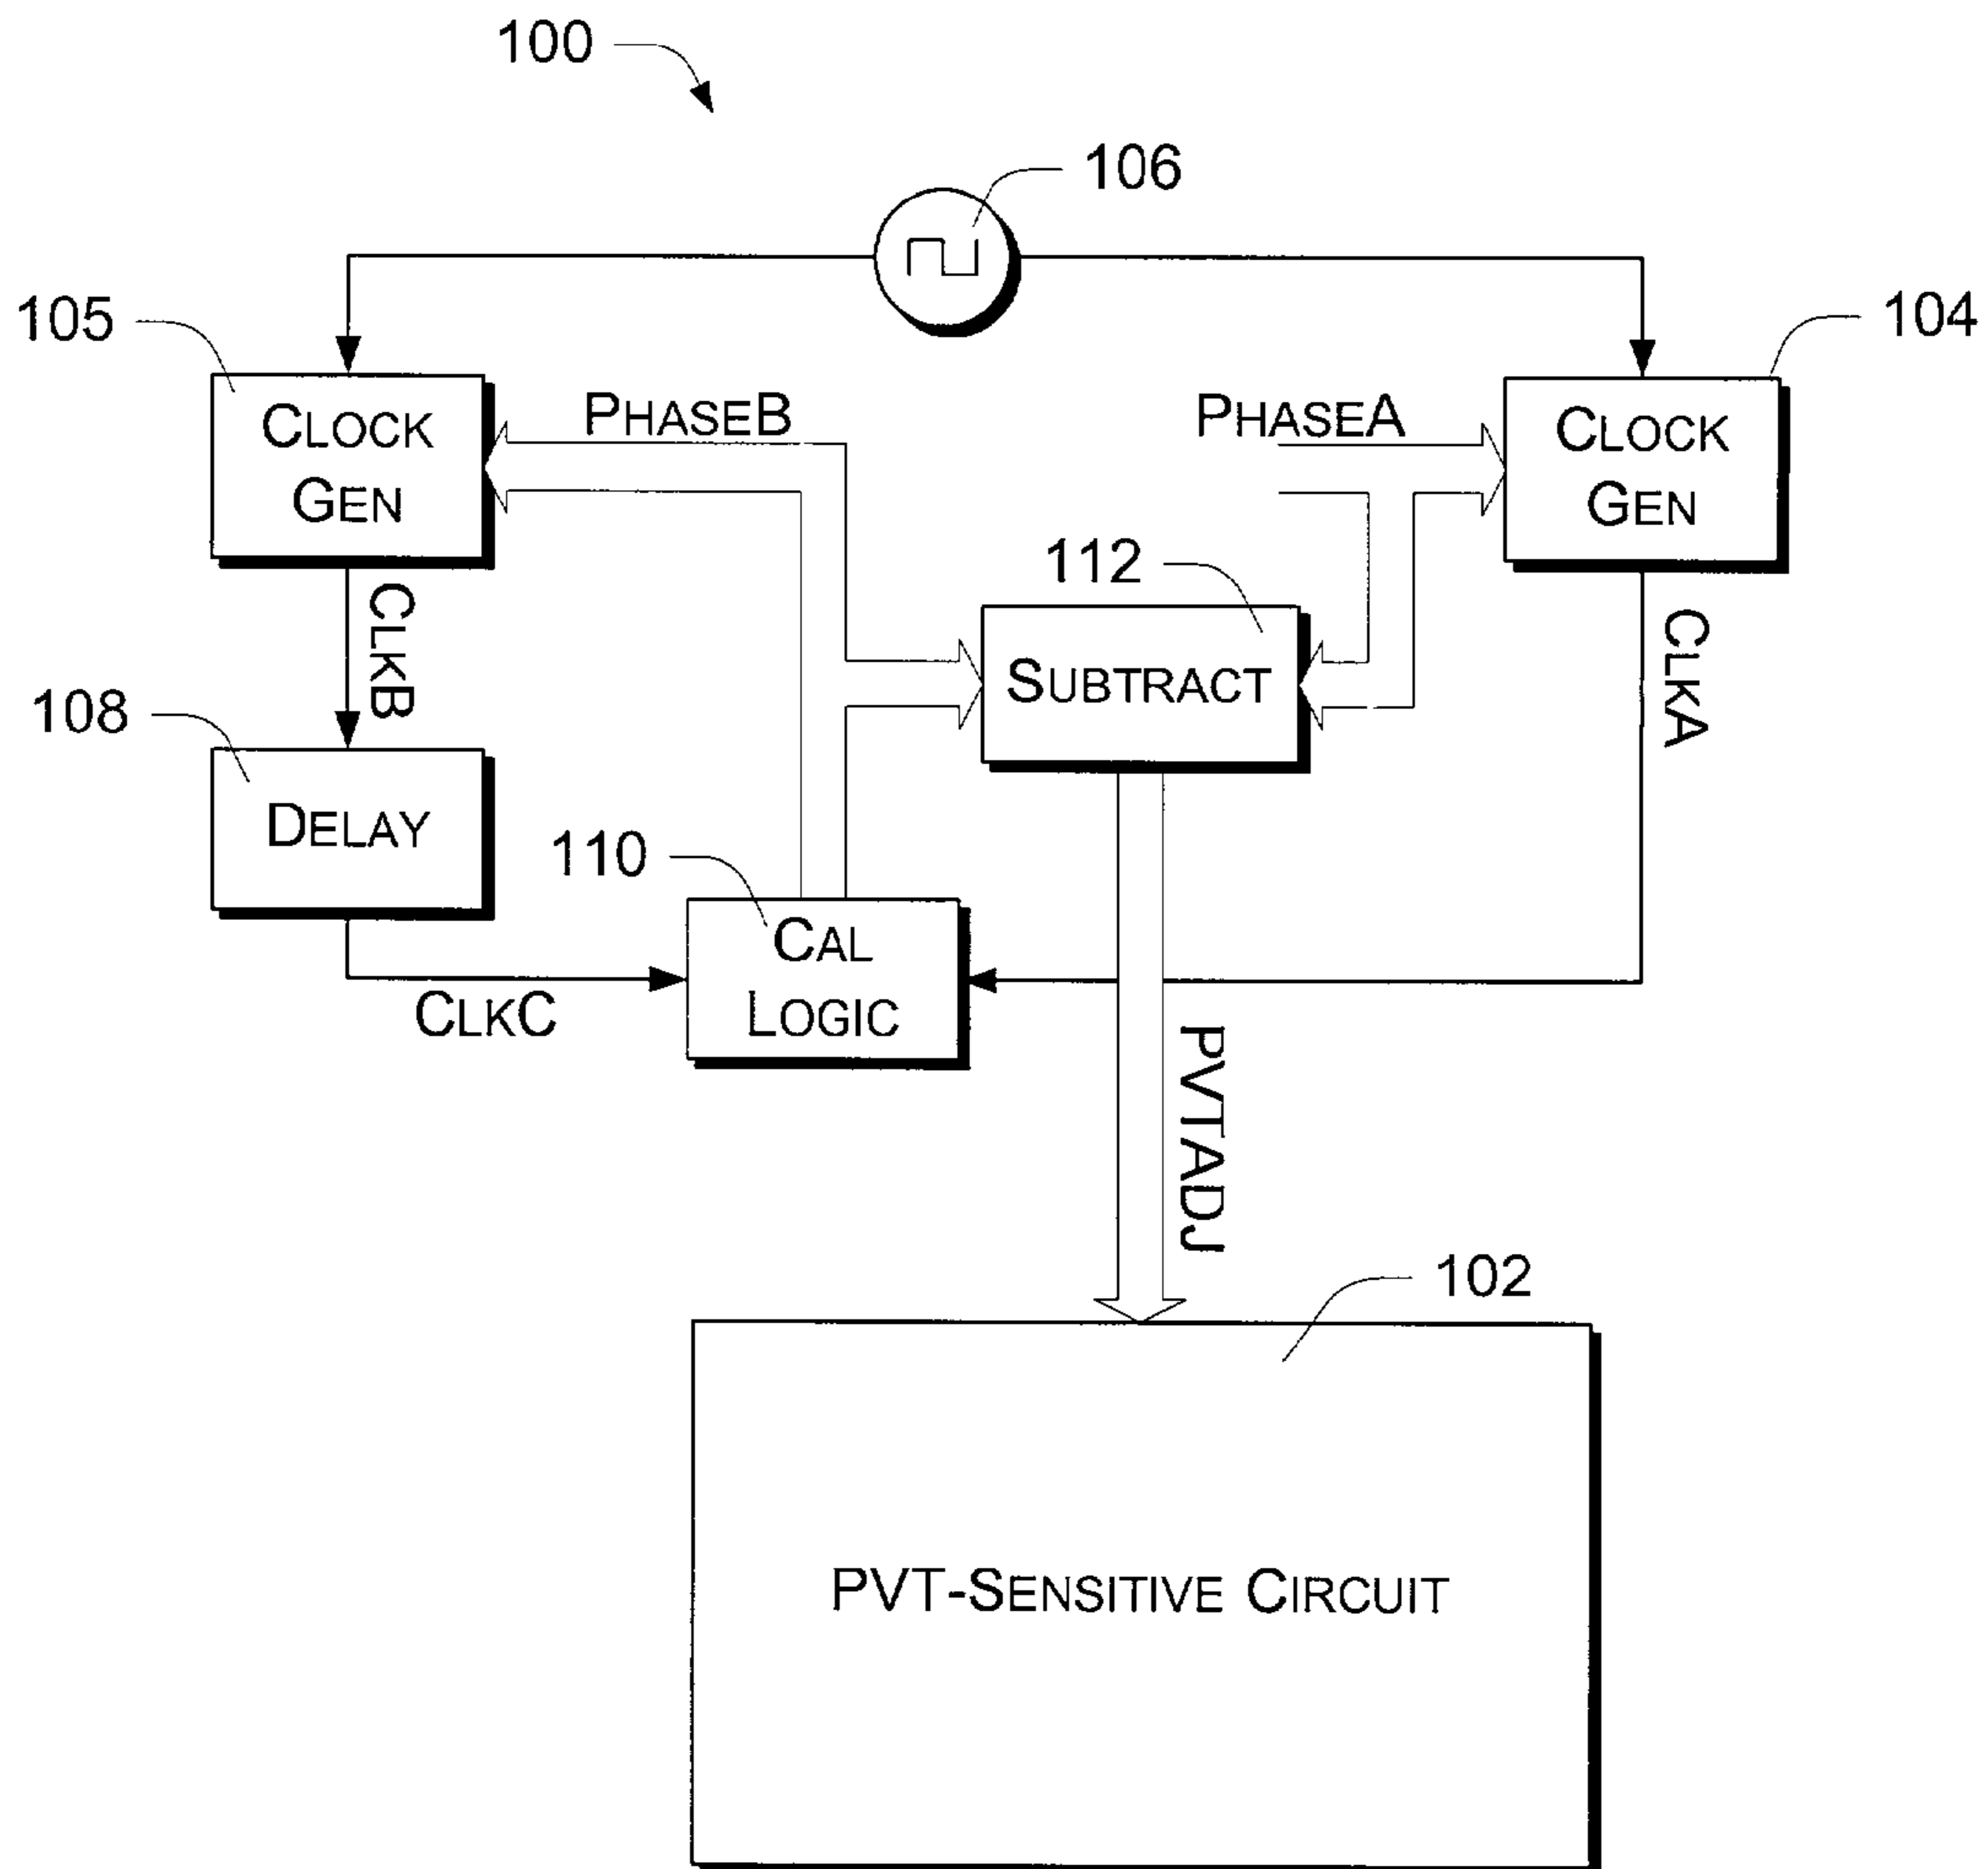 100
106
105
104
PHASEB
PHASEA
CLOCK
GEN
CLOCK
GEN
112
CLKB
CLKA
SUBTRACT
108
DELAY
110
CAL
LOGIC
CLKC
PVTADJ
102
PVT-SENSITIVE CIRCUIT